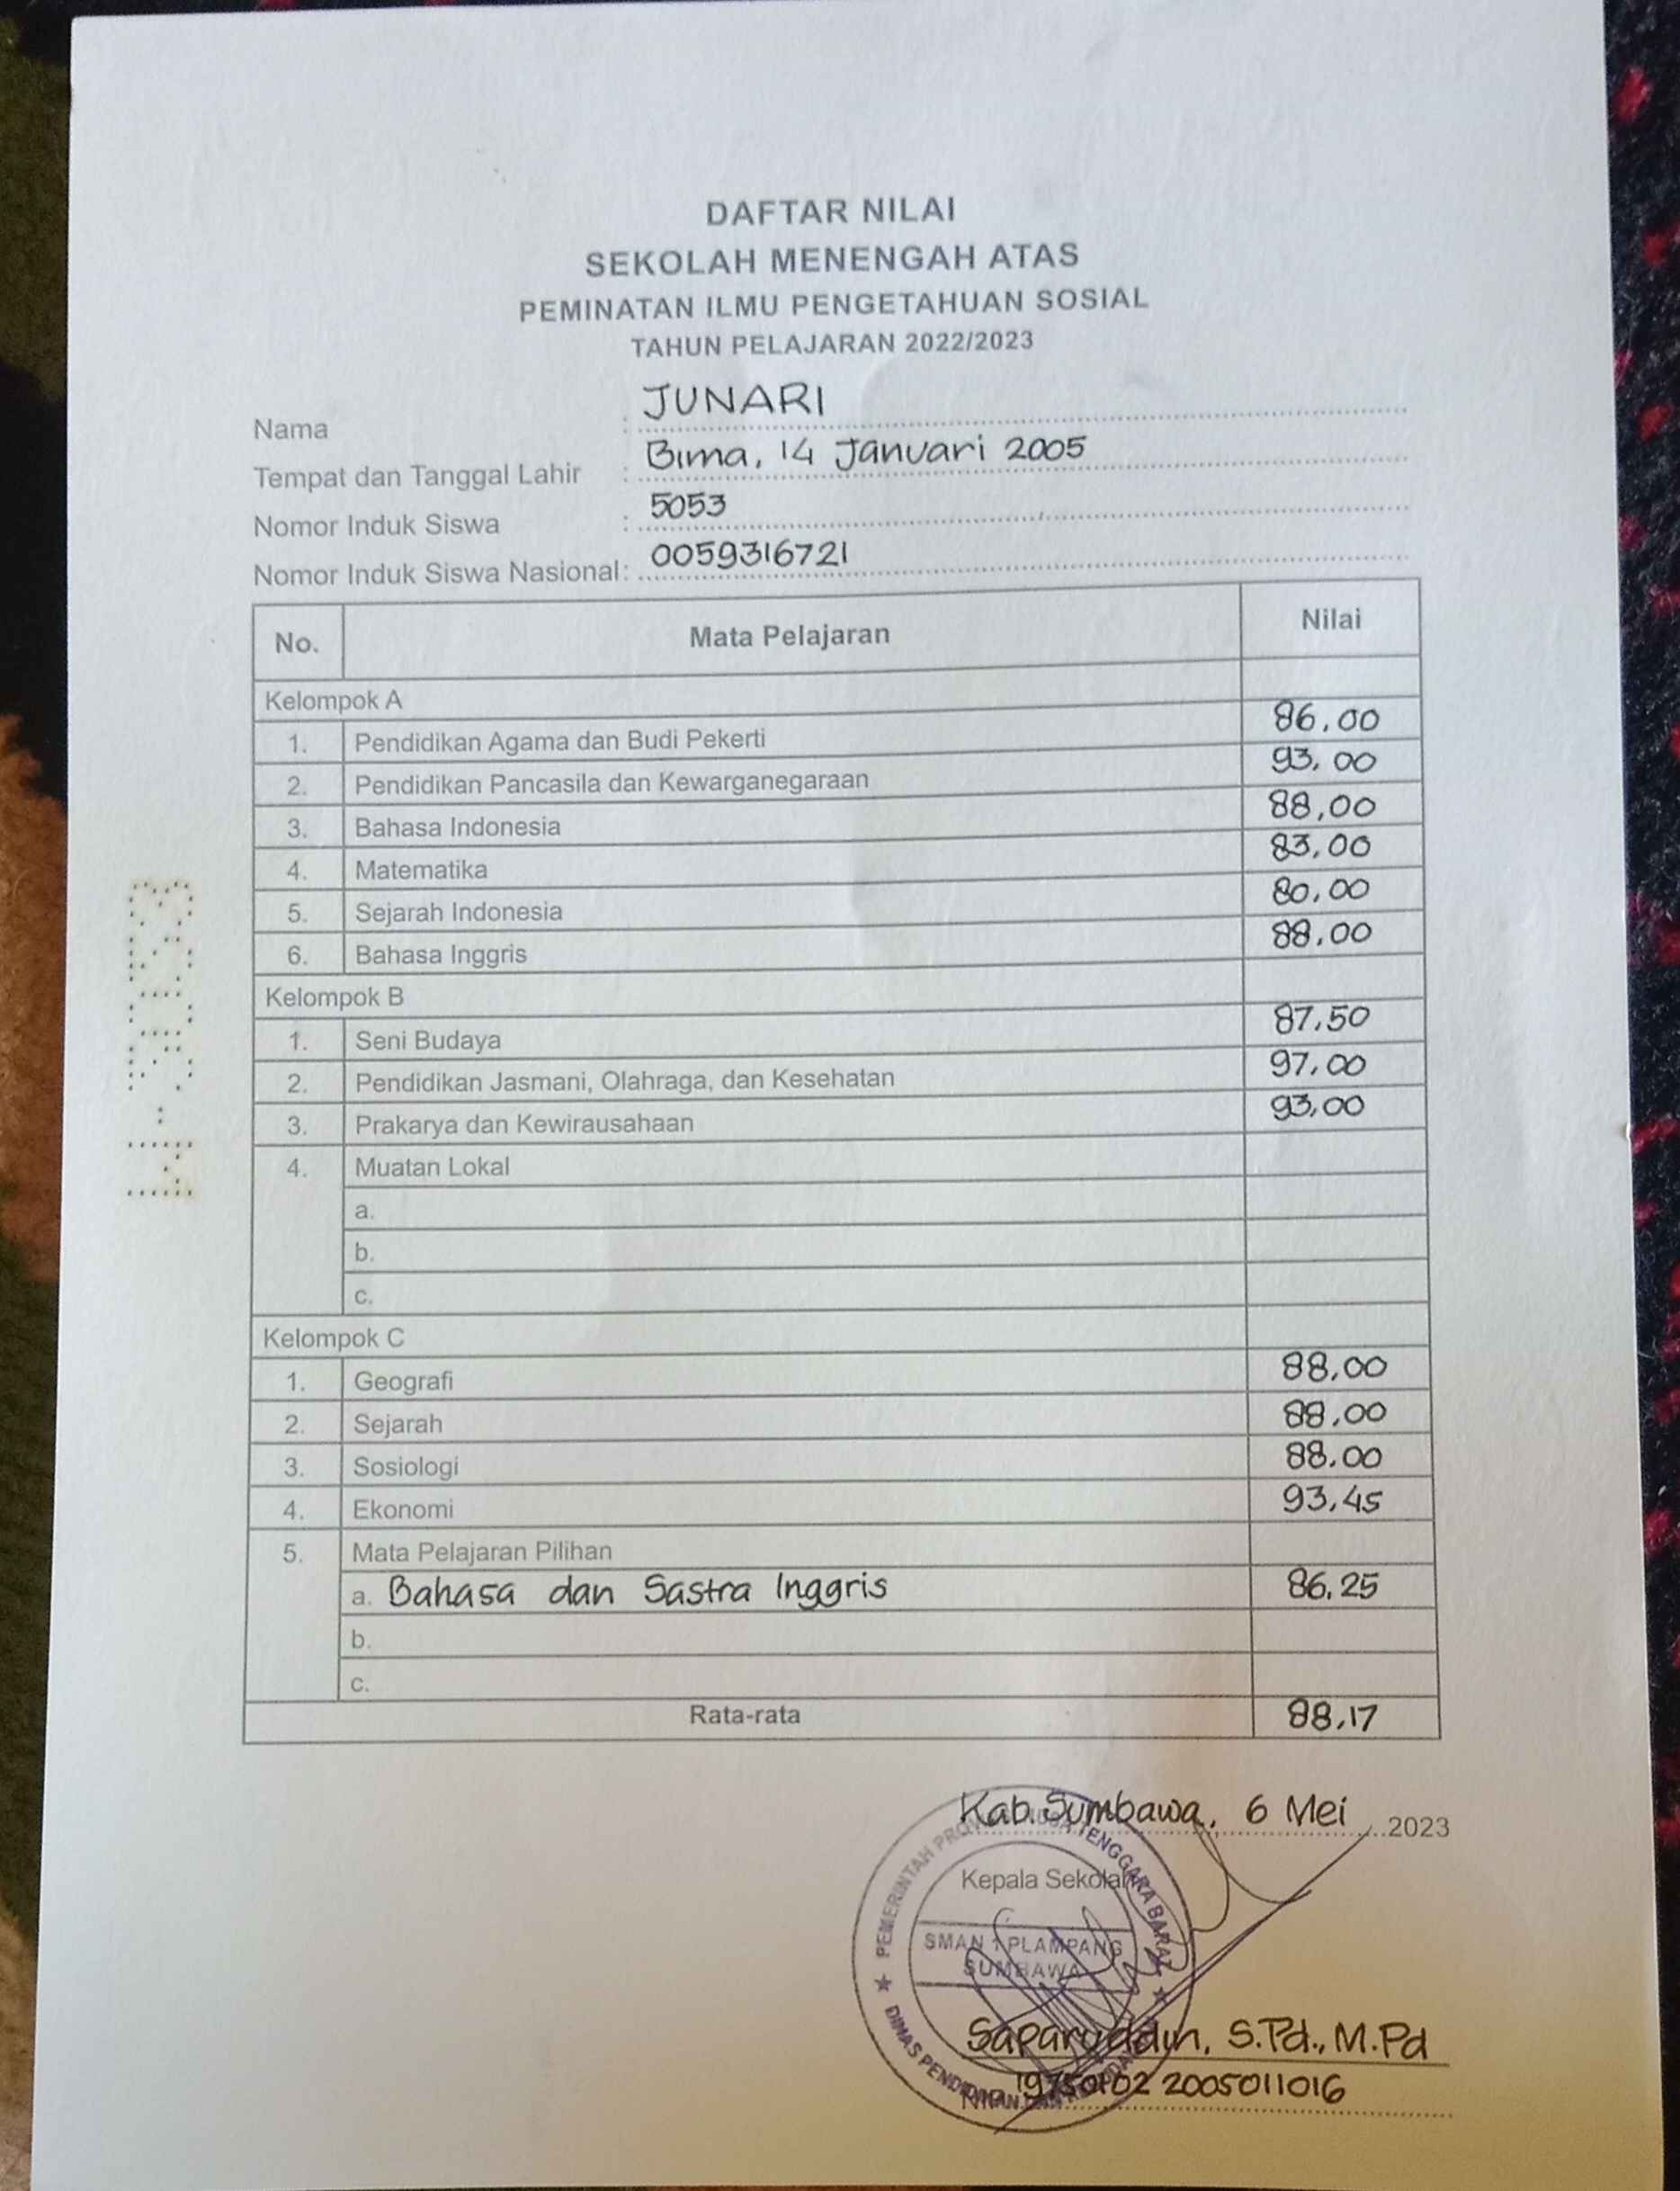 DAFTAR NILAI
SEKOLAH MENENGAH ATAS
PEMINATAN ILMU PENGETAHUAN SOSIAL
TAHUN PELAJARAN 2022/2023
Nama : JUNARI
Tempat dan Tanggal Lahir : Bima, 14 Januari 2005
Nomor Induk Siswa : 5053
Nomor Induk Siswa Nasional: 0059316721
No. Mata Pelajaran Nilai
Kelompok A
1. Pendidikan Agama dan Budi Pekerti 86,00
2. Pendidikan Pancasila dan Kewarganegaraan 93,00
3. Bahasa Indonesia 88,00
4. Matematika 83,00
5. Sejarah Indonesia 80,00
6. Bahasa Inggris 88,00
Kelompok B
1. Seni Budaya 87,50
2. Pendidikan Jasmani, Olahraga, dan Kesehatan 97,00
3. Prakarya dan Kewirausahaan 93,00
4. Muatan Lokal
a.
b.
c.
Kelompok C
1. Geografi 88,00
2. Sejarah 88,00
3. Sosiologi 88,00
4. Ekonomi 93,45
5. Mata Pelajaran Pilihan
a. Bahasa dan Sastra Inggris 86,25
b.
c.
Rata-rata 88,17
Kab. Sumbawa, 6 Mei 2023
Kepala Sekolah
PEMERINTAH TENGGARA BARAT
SMAN 1 PLAMPANG
SUMBAWA
DINAS
Saparuddin, S.Pd., M.Pd
2005011016